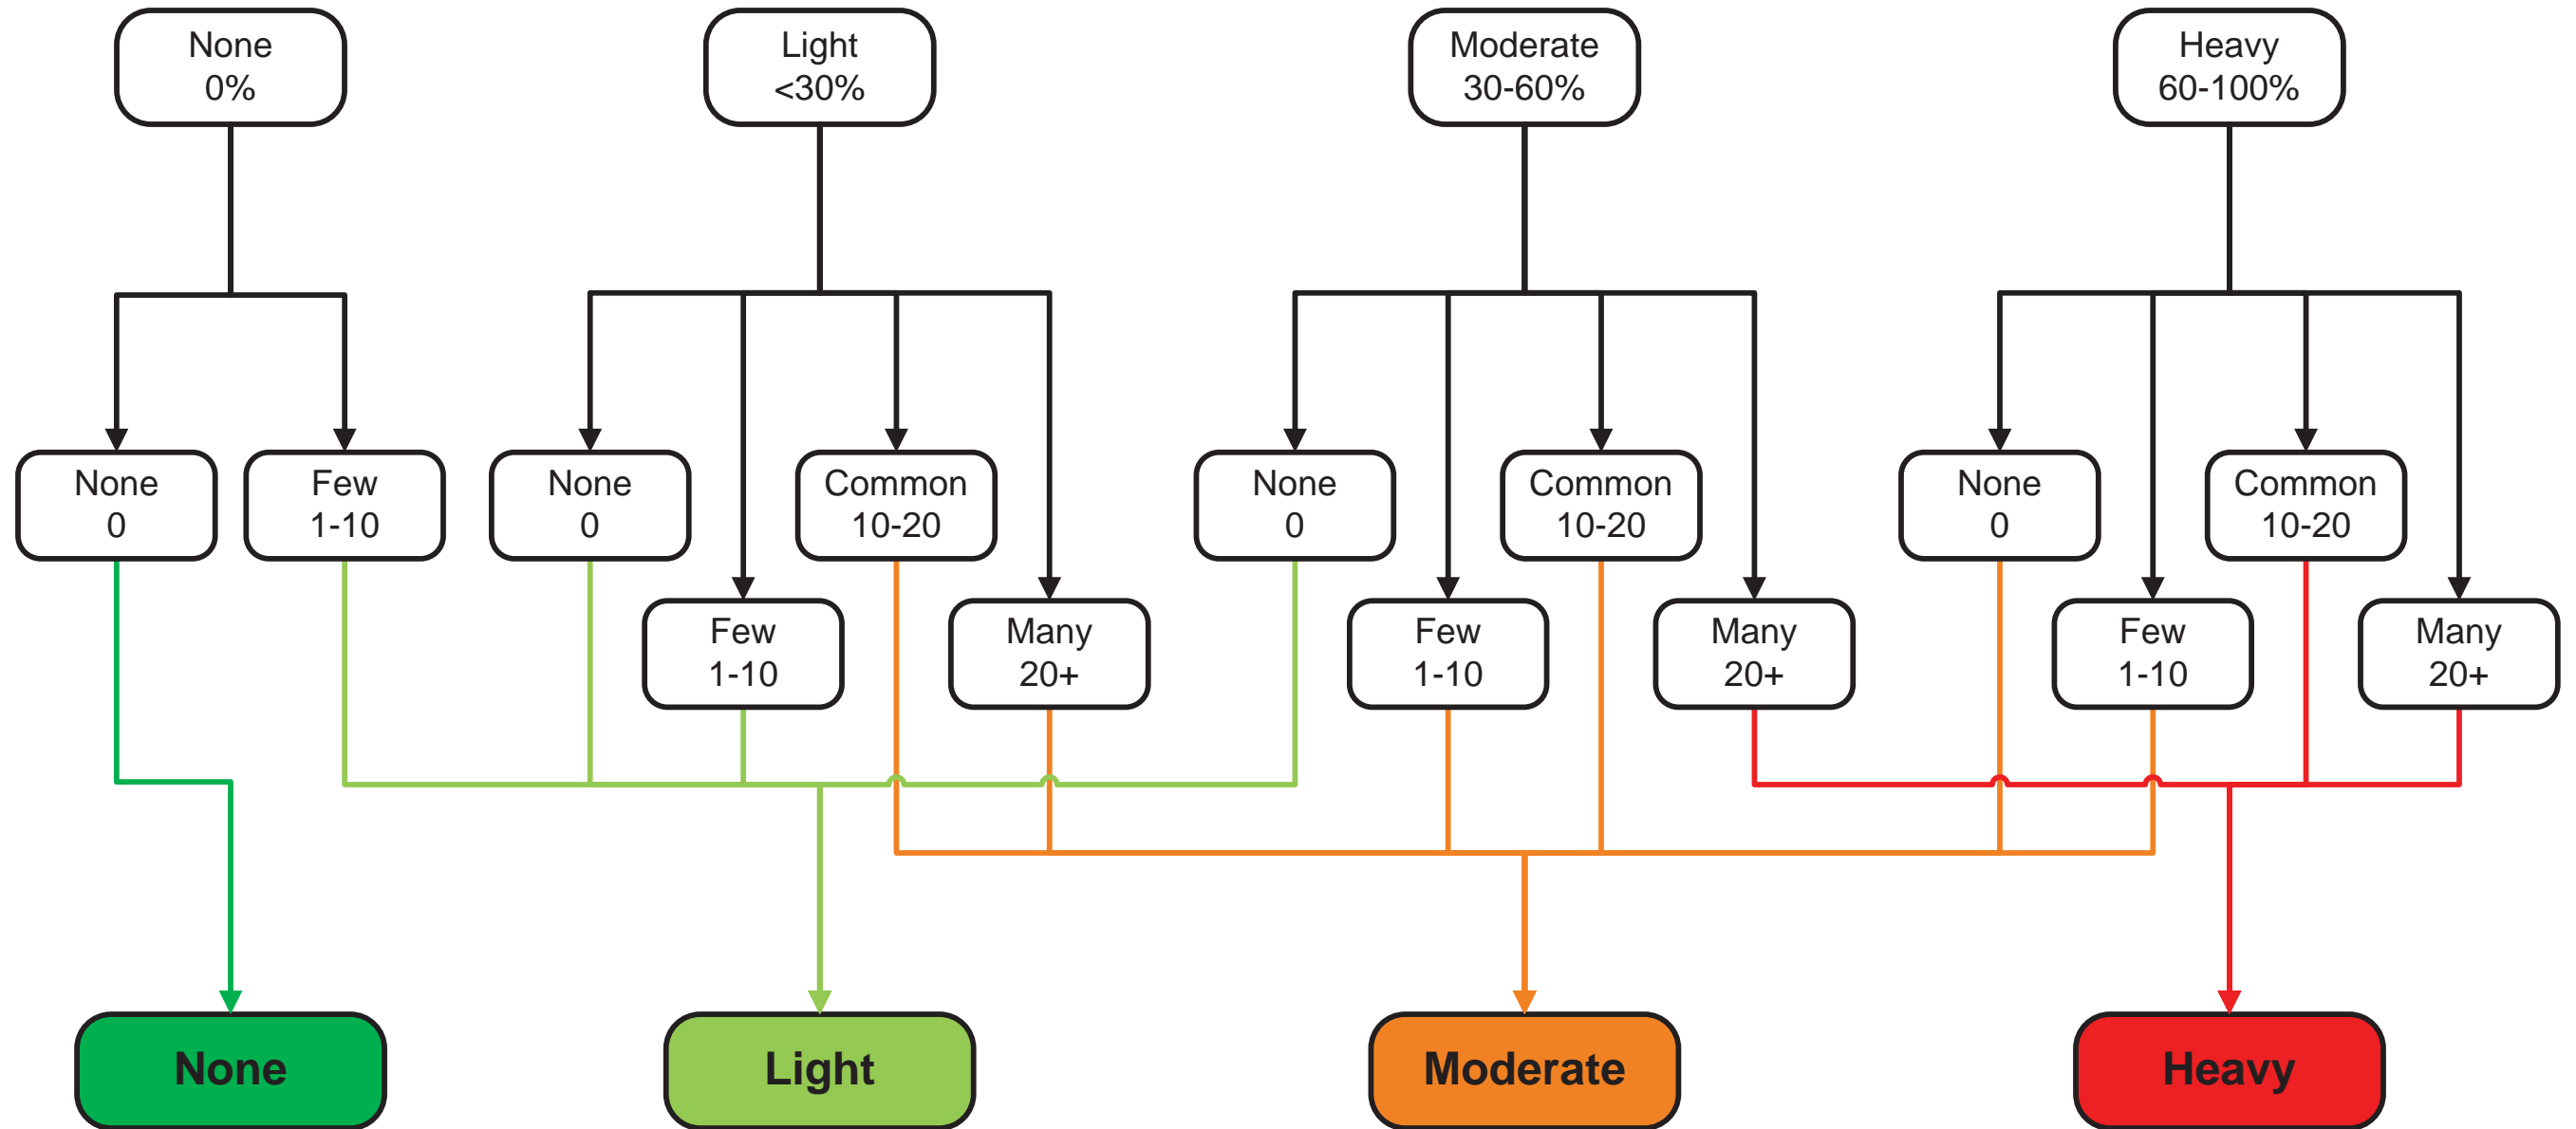 None
0%
Light
<30%
Moderate
30-60%
Heavy
60-100%
None
0
Few
1-10
None
0
Common
10-20
None
0
Common
10-20
None
0
Common
10-20
Few
1-10
Many
20+
Few
1-10
Many
20+
Few
1-10
Many
20+
None
Light
Moderate
Heavy